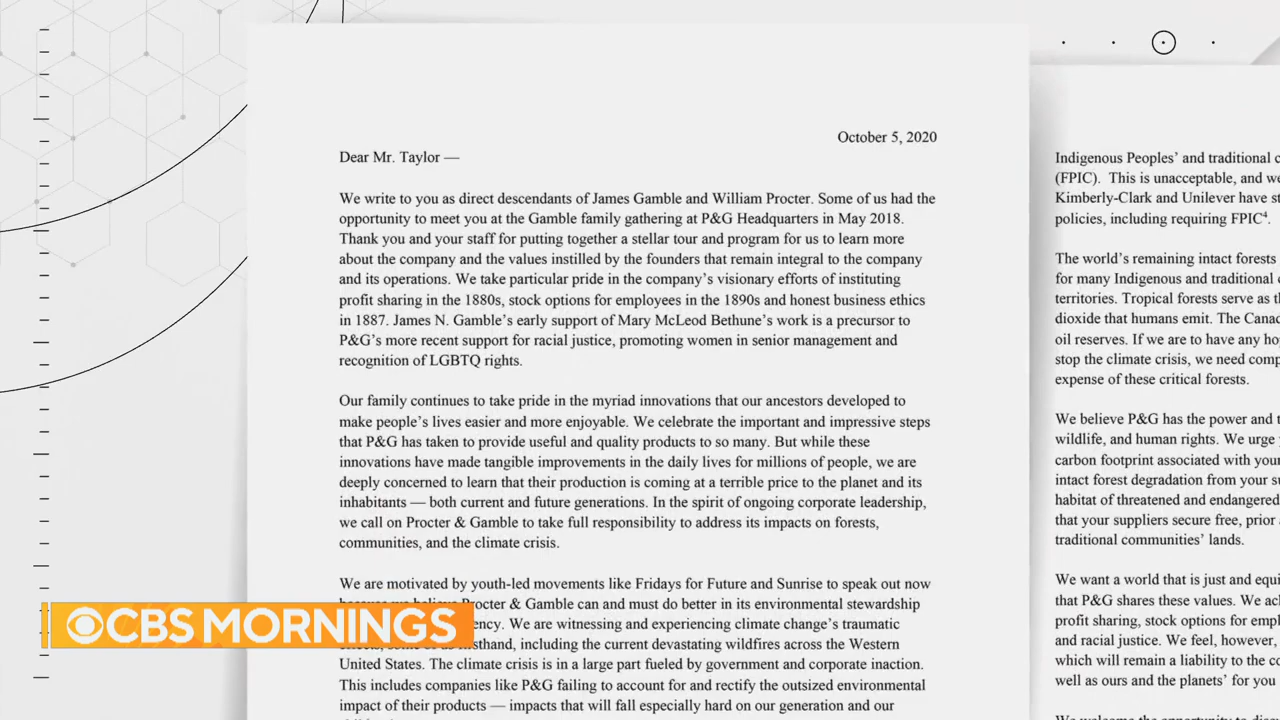 October 5, 2020
Dear Mr. Taylor —
We write to you as direct descendants of James Gamble and William Procter. Some of us had the
opportunity to meet you at the Gamble family gathering at P&G Headquarters in May 2018.
Thank you and your staff for putting together a stellar tour and program for us to learn more
about the company and the values instilled by the founders that remain integral to the company
and its operations. We take particular pride in the company's visionary efforts of instituting
profit sharing in the 1880s, stock options for employees in the 1890s and honest business ethics
in 1887. James N. Gamble's early support of Mary McLeod Bethune's work is a precursor to
P&G's more recent support for racial justice, promoting women in senior management and
recognition of LGBTQ rights.
Our family continues to take pride in the myriad innovations that our ancestors developed to
make people's lives easier and more enjoyable. We celebrate the important and impressive steps
that P&G has taken to provide useful and quality products to so many. But while these
innovations have made tangible improvements in the daily lives for millions of people, we are
deeply concerned to learn that their production is coming at a terrible price to the planet and its
inhabitants — both current and future generations. In the spirit of ongoing corporate leadership,
we call on Procter & Gamble to take full responsibility to address its impacts on forests,
communities, and the climate crisis.
We are motivated by youth-led movements like Fridays for Future and Sunrise to speak out now
Procter & Gamble can and must do better in its environmental stewardship
We are witnessing and experiencing climate change's traumatic
including the current devastating wildfires across the Western
United States. The climate crisis is in a large part fueled by government and corporate inaction.
This includes companies like P&G failing to account for and rectify the outsized environmental
impact of their products — impacts that will fall especially hard on our generation and our
Indigenous Peoples' and traditional
(FPIC). This is unacceptable, and we
Kimberly-Clark and Unilever have
policies, including requiring FPIC⁴.
The world's remaining intact forests
for many Indigenous and traditional
territories. Tropical forests serve as
dioxide that humans emit. The
oil reserves. If we are to have any
stop the climate crisis, we need
expense of these critical forests.
We believe P&G has the power and
wildlife, and human rights. We urge
carbon footprint associated with
intact forest degradation from your
habitat of threatened and endangered
that your suppliers secure free, prior
traditional communities' lands.
We want a world that is just and
that P&G shares these values. We
profit sharing, stock options for
and racial justice. We feel, however,
which will remain a liability to the
well as ours and the planets' for you
CBS MORNINGS